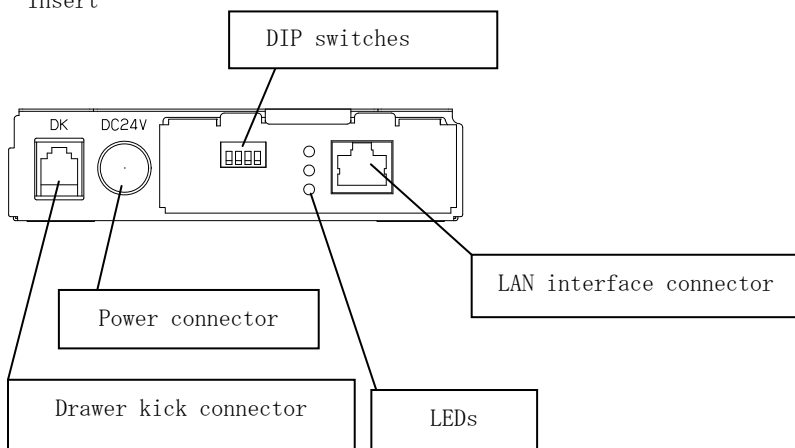 insert
DIP switches
DK DC24V
LAN interface connector
Power connector
Drawer kick connector
LEDs